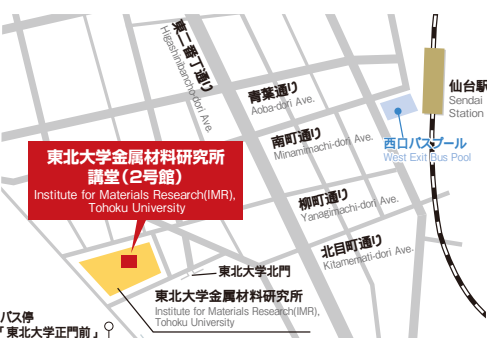 東二番丁通り
Higashinibancho-dori Ave.
青葉通り
Aoba-dori Ave.
仙台駅
Sendai
Station
南町通り
Minamimachi-dori Ave.
西口バスプール
West Exit Bus Pool
東北大学金属材料研究所
講堂(2号館)
Institute for Materials Research(IMR),
Tohoku University
柳町通り
Yanagimachi-dori Ave.
北目町通り
Kitamemati-dori Ave.
東北大学北門
東北大学金属材料研究所
Institute for Materials Research(IMR),
Tohoku University
バス停
「東北大学正門前」